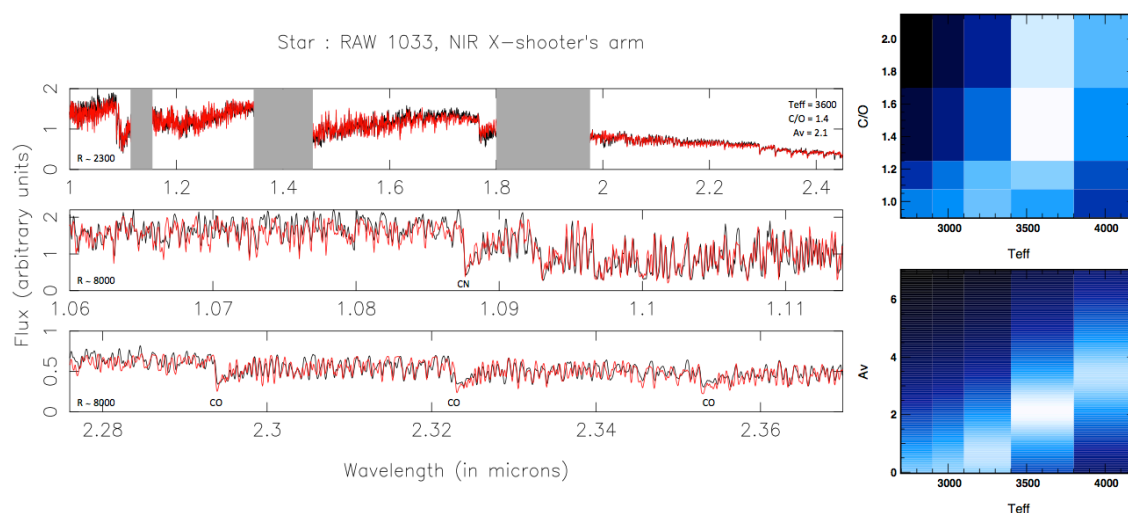 Star : RAW 1033, NIR X-shooter's arm
Flux (arbitrary units)
2
1
0
Teff = 3600
C/O = 1.4
Av = 2.1
R ~ 2300
1 1.2 1.4 1.6 1.8 2 2.2 2.4
2
1
0
R ~ 8000
CN
1.06 1.07 1.08 1.09 1.1 1.11
1
0.5
0
R ~ 8000
CO CO CO
2.28 2.3 2.32 2.34 2.36
Wavelength (in microns)
C/O
2.0
1.8
1.6
1.4
1.2
1.0
3000 3500 4000
Teff
Av
6
4
2
0
3000 3500 4000
Teff